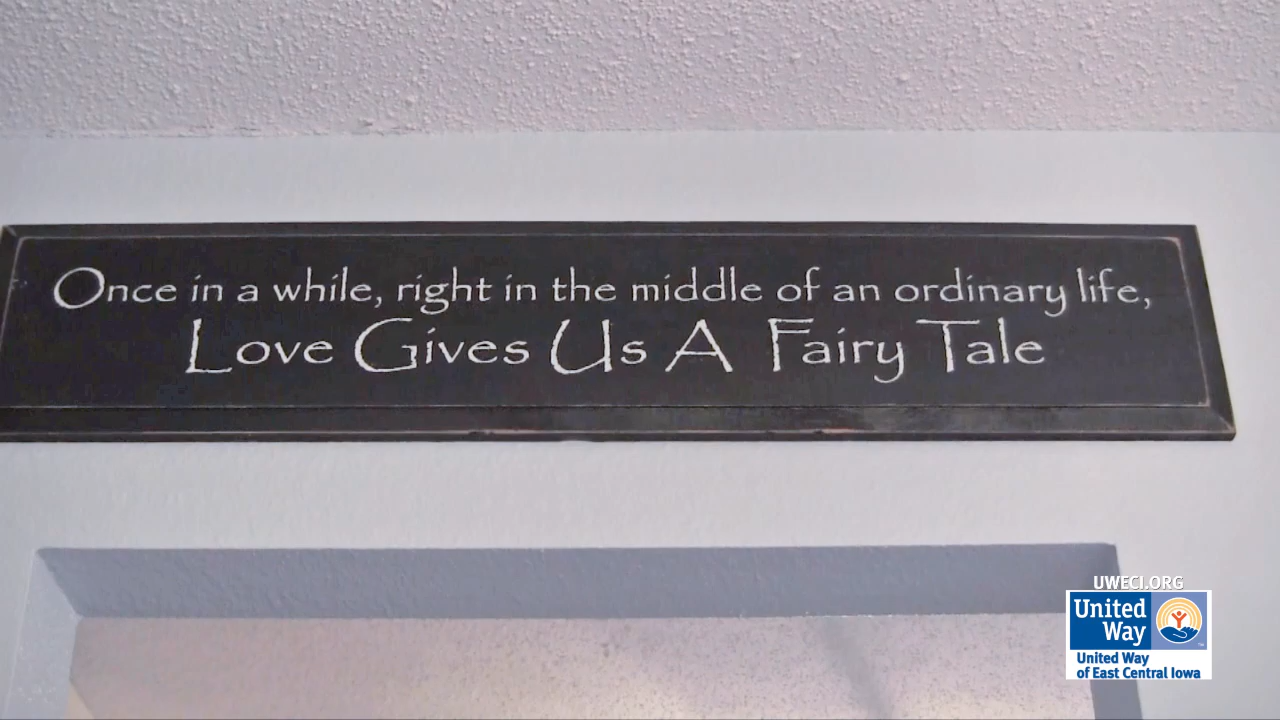 Once in a while, right in the middle of an ordinary life,
Love Gives Us A Fairy Tale
UWECI.ORG
United
Way
United Way
of East Central Iowa